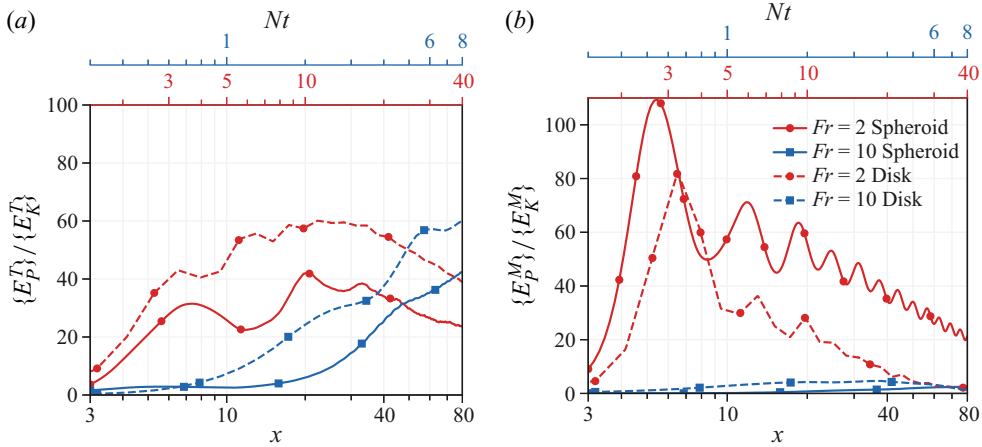 (a)
Nt
1 6 8
3 5 10 40
100
80
60
40
20
0
{E_P^T} / {E_K^T}
3 10 80
x
(b)
Nt
1 6 8
3 5 10 40
100
80
60
40
20
0
{E_P^M} / {E_K^M}
Fr = 2 Spheroid
Fr = 10 Spheroid
Fr = 2 Disk
Fr = 10 Disk
3 10 80
x